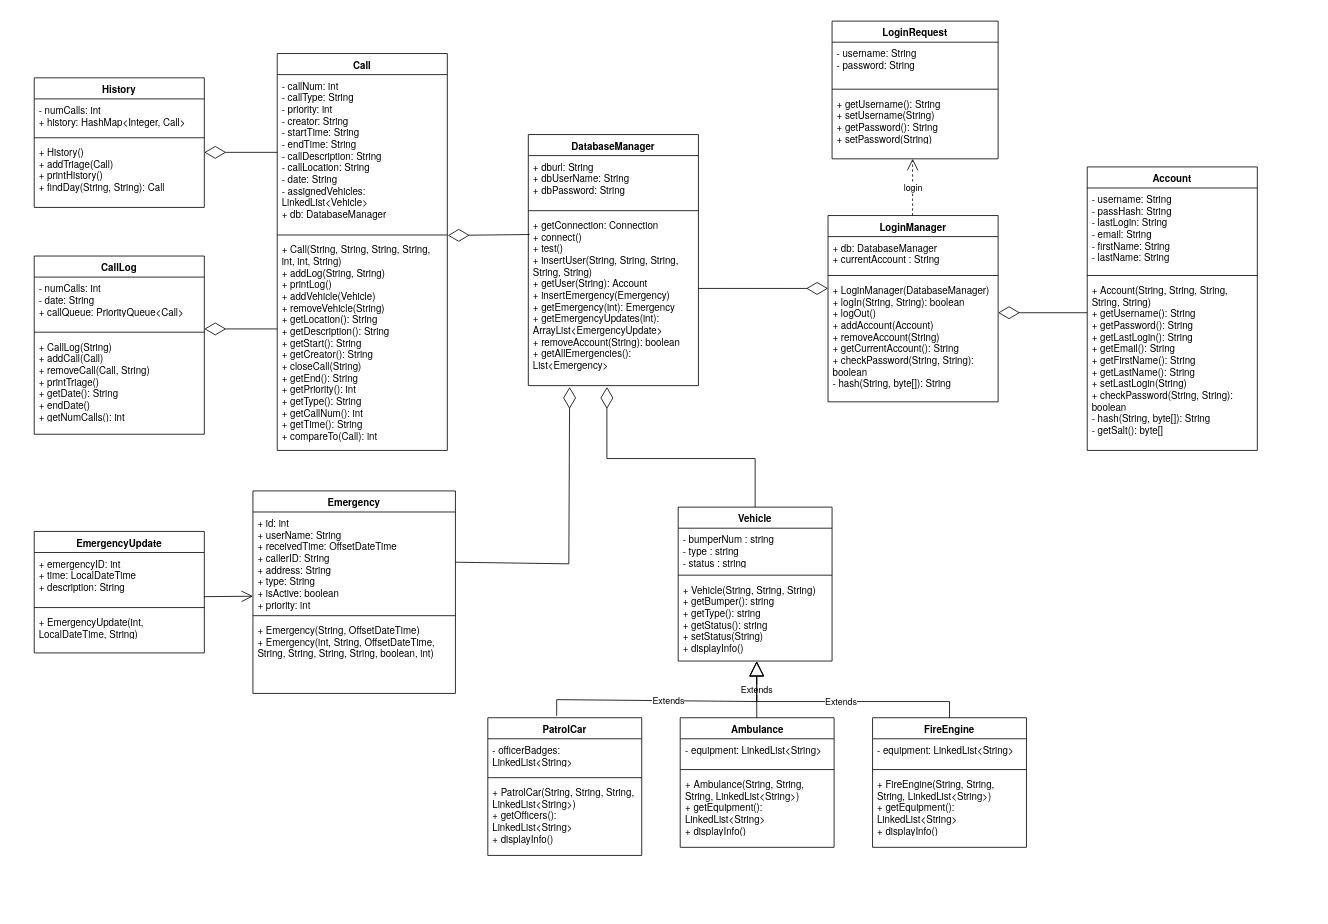 History
- numCalls: int
+ history: HashMap<Integer, Call>
+ History()
+ addTriage(Call)
+ printHistory()
+ findDay(String, String): Call
Call
- callNum: int
- callType: String
- priority: int
- creator: String
- startTime: String
- endTime: String
- callDescription: String
- callLocation: String
- date: String
- assignedVehicles:
LinkedList<Vehicle>
+ db: DatabaseManager
+ Call(String, String, String, String,
int, int, String)
+ addLog(String, String)
+ printLog()
+ addVehicle(Vehicle)
+ removeVehicle(String)
+ getLocation(): String
+ getDescription(): String
+ getStart(): String
+ getCreator(): String
+ closeCall(String)
+ getEnd(): String
+ getPriority(): int
+ getType(): String
+ getCallNum(): int
+ getTime(): String
+ compareTo(Call): int
CallLog
- numCalls: int
- date: String
+ callQueue: PriorityQueue<Call>
+ CallLog(String)
+ addCall(Call)
+ removeCall(Call, String)
+ printTriage()
+ getDate(): String
+ endDate()
+ getNumCalls(): int
DatabaseManager
+ dburl: String
+ dbUserName: String
+ dbPassword: String
+ getConnection: Connection
+ connect()
+ test()
+ insertUser(String, String, String,
String, String)
+ getUser(String): Account
+ insertEmergency(Emergency)
+ getEmergency(int): Emergency
+ getEmergencyUpdates(int):
ArrayList<EmergencyUpdate>
+ removeAccount(String): boolean
+ getAllEmergencies():
List<Emergency>
LoginRequest
- username: String
- password: String
+ getUsername(): String
+ setUsername(String)
+ getPassword(): String
+ setPassword(String)
login
LoginManager
+ db: DatabaseManager
+ currentAccount : String
+ LoginManager(DatabaseManager)
+ logIn(String, String): boolean
+ logOut()
+ addAccount(Account)
+ removeAccount(String)
+ getCurrentAccount(): String
+ checkPassword(String, String):
boolean
- hash(String, byte[]): String
Account
- username: String
- passHash: String
- lastLogin: String
- email: String
- firstName: String
- lastName: String
+ Account(String, String, String,
String, String)
+ getUsername(): String
+ getPassword(): String
+ getLastLogin(): String
+ getEmail(): String
+ getFirstName(): String
+ getLastName(): String
+ setLastLogin(String)
+ checkPassword(String, String):
boolean
- hash(String, byte[]): String
- getSalt(): byte[]
EmergencyUpdate
+ emergencyID: int
+ time: LocalDateTime
+ description: String
+ EmergencyUpdate(int,
LocalDateTime, String)
Emergency
+ id: int
+ userName: String
+ receivedTime: OffsetDateTime
+ callerID: String
+ address: String
+ type: String
+ isActive: boolean
+ priority: int
+ Emergency(String, OffsetDateTime)
+ Emergency(int, String, OffsetDateTime,
String, String, String, String, boolean, int)
Vehicle
- bumperNum : string
- type : string
- status : string
+ Vehicle(String, String, String)
+ getBumper(): string
+ getType(): string
+ getStatus(): string
+ setStatus(String)
+ displayInfo()
Extends
Extends
Extends
PatrolCar
- officerBadges:
LinkedList<String>
+ PatrolCar(String, String, String,
LinkedList<String>)
+ getOfficers():
LinkedList<String>
+ displayInfo()
Ambulance
- equipment: LinkedList<String>
+ Ambulance(String, String,
String, LinkedList<String>)
+ getEquipment():
LinkedList<String>
+ displayInfo()
FireEngine
- equipment: LinkedList<String>
+ FireEngine(String, String,
String, LinkedList<String>)
+ getEquipment():
LinkedList<String>
+ displayInfo()